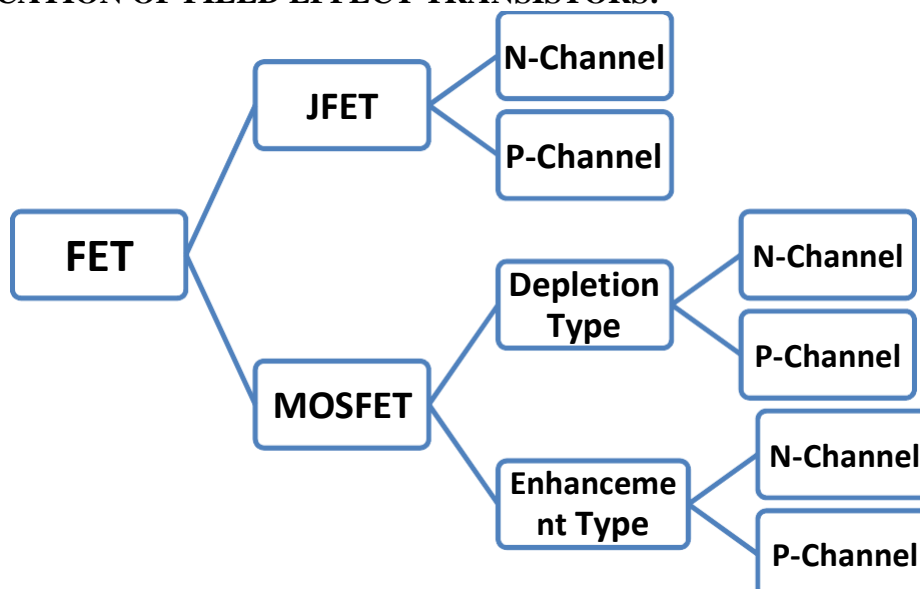 N-Channel
JFET
P-Channel
FET
N-Channel
Depletion
Type
P-Channel
MOSFET
N-Channel
Enhanceme
nt Type
P-Channel